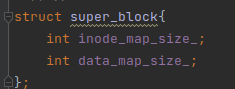 struct super_block{
    int inode_map_size_;
    int data_map_size_;
};